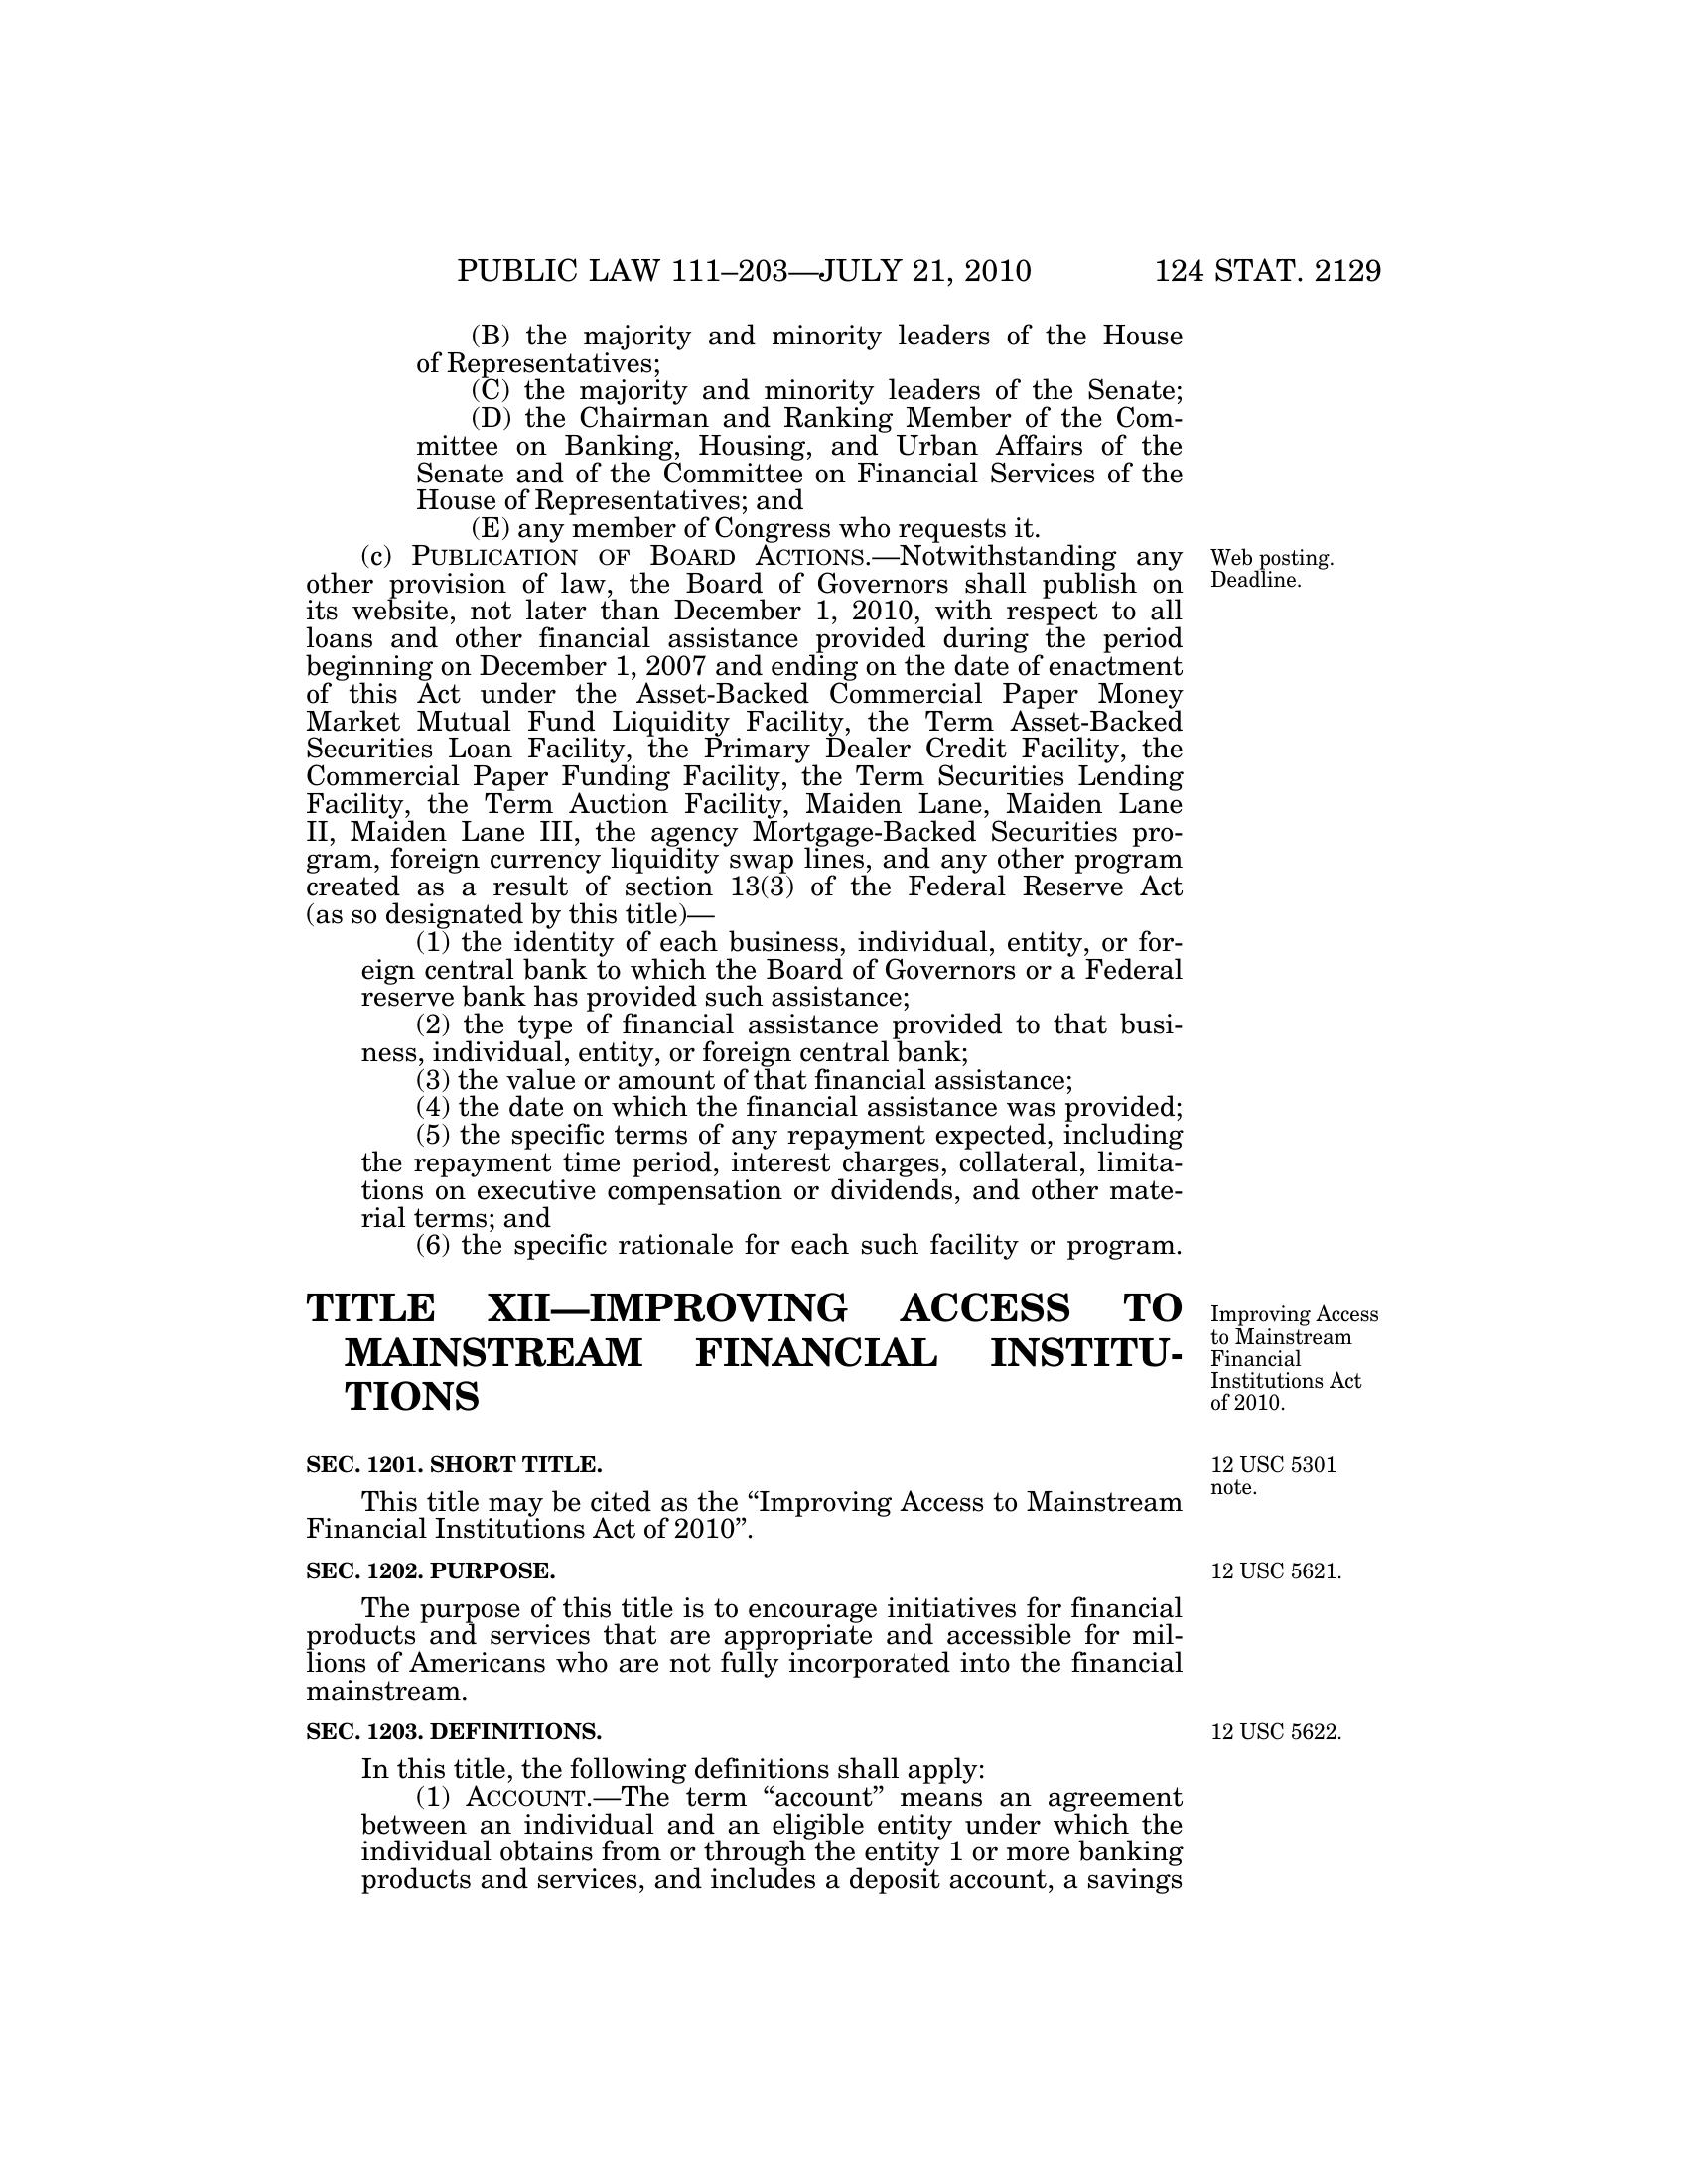 PUBLIC LAW 111–203—JULY 21, 2010 124 STAT. 2129
(B) the majority and minority leaders of the House
of Representatives;
(C) the majority and minority leaders of the Senate;
(D) the Chairman and Ranking Member of the Com-
mittee on Banking, Housing, and Urban Affairs of the
Senate and of the Committee on Financial Services of the
House of Representatives; and
(E) any member of Congress who requests it.
(c) PUBLICATION OF BOARD ACTIONS.—Notwithstanding any
other provision of law, the Board of Governors shall publish on
its website, not later than December 1, 2010, with respect to all
loans and other financial assistance provided during the period
beginning on December 1, 2007 and ending on the date of enactment
of this Act under the Asset-Backed Commercial Paper Money
Market Mutual Fund Liquidity Facility, the Term Asset-Backed
Securities Loan Facility, the Primary Dealer Credit Facility, the
Commercial Paper Funding Facility, the Term Securities Lending
Facility, the Term Auction Facility, Maiden Lane, Maiden Lane
II, Maiden Lane III, the agency Mortgage-Backed Securities pro-
gram, foreign currency liquidity swap lines, and any other program
created as a result of section 13(3) of the Federal Reserve Act
(as so designated by this title)—
(1) the identity of each business, individual, entity, or for-
eign central bank to which the Board of Governors or a Federal
reserve bank has provided such assistance;
(2) the type of financial assistance provided to that busi-
ness, individual, entity, or foreign central bank;
(3) the value or amount of that financial assistance;
(4) the date on which the financial assistance was provided;
(5) the specific terms of any repayment expected, including
the repayment time period, interest charges, collateral, limita-
tions on executive compensation or dividends, and other mate-
rial terms; and
(6) the specific rationale for each such facility or program.
Web posting.
Deadline.
TITLE XII—IMPROVING ACCESS TO
MAINSTREAM FINANCIAL INSTITU-
TIONS
Improving Access
to Mainstream
Financial
Institutions Act
of 2010.
SEC. 1201. SHORT TITLE.
12 USC 5301
note.
This title may be cited as the “Improving Access to Mainstream
Financial Institutions Act of 2010”.
SEC. 1202. PURPOSE.
12 USC 5621.
The purpose of this title is to encourage initiatives for financial
products and services that are appropriate and accessible for mil-
lions of Americans who are not fully incorporated into the financial
mainstream.
SEC. 1203. DEFINITIONS.
12 USC 5622.
In this title, the following definitions shall apply:
(1) ACCOUNT.—The term “account” means an agreement
between an individual and an eligible entity under which the
individual obtains from or through the entity 1 or more banking
products and services, and includes a deposit account, a savings